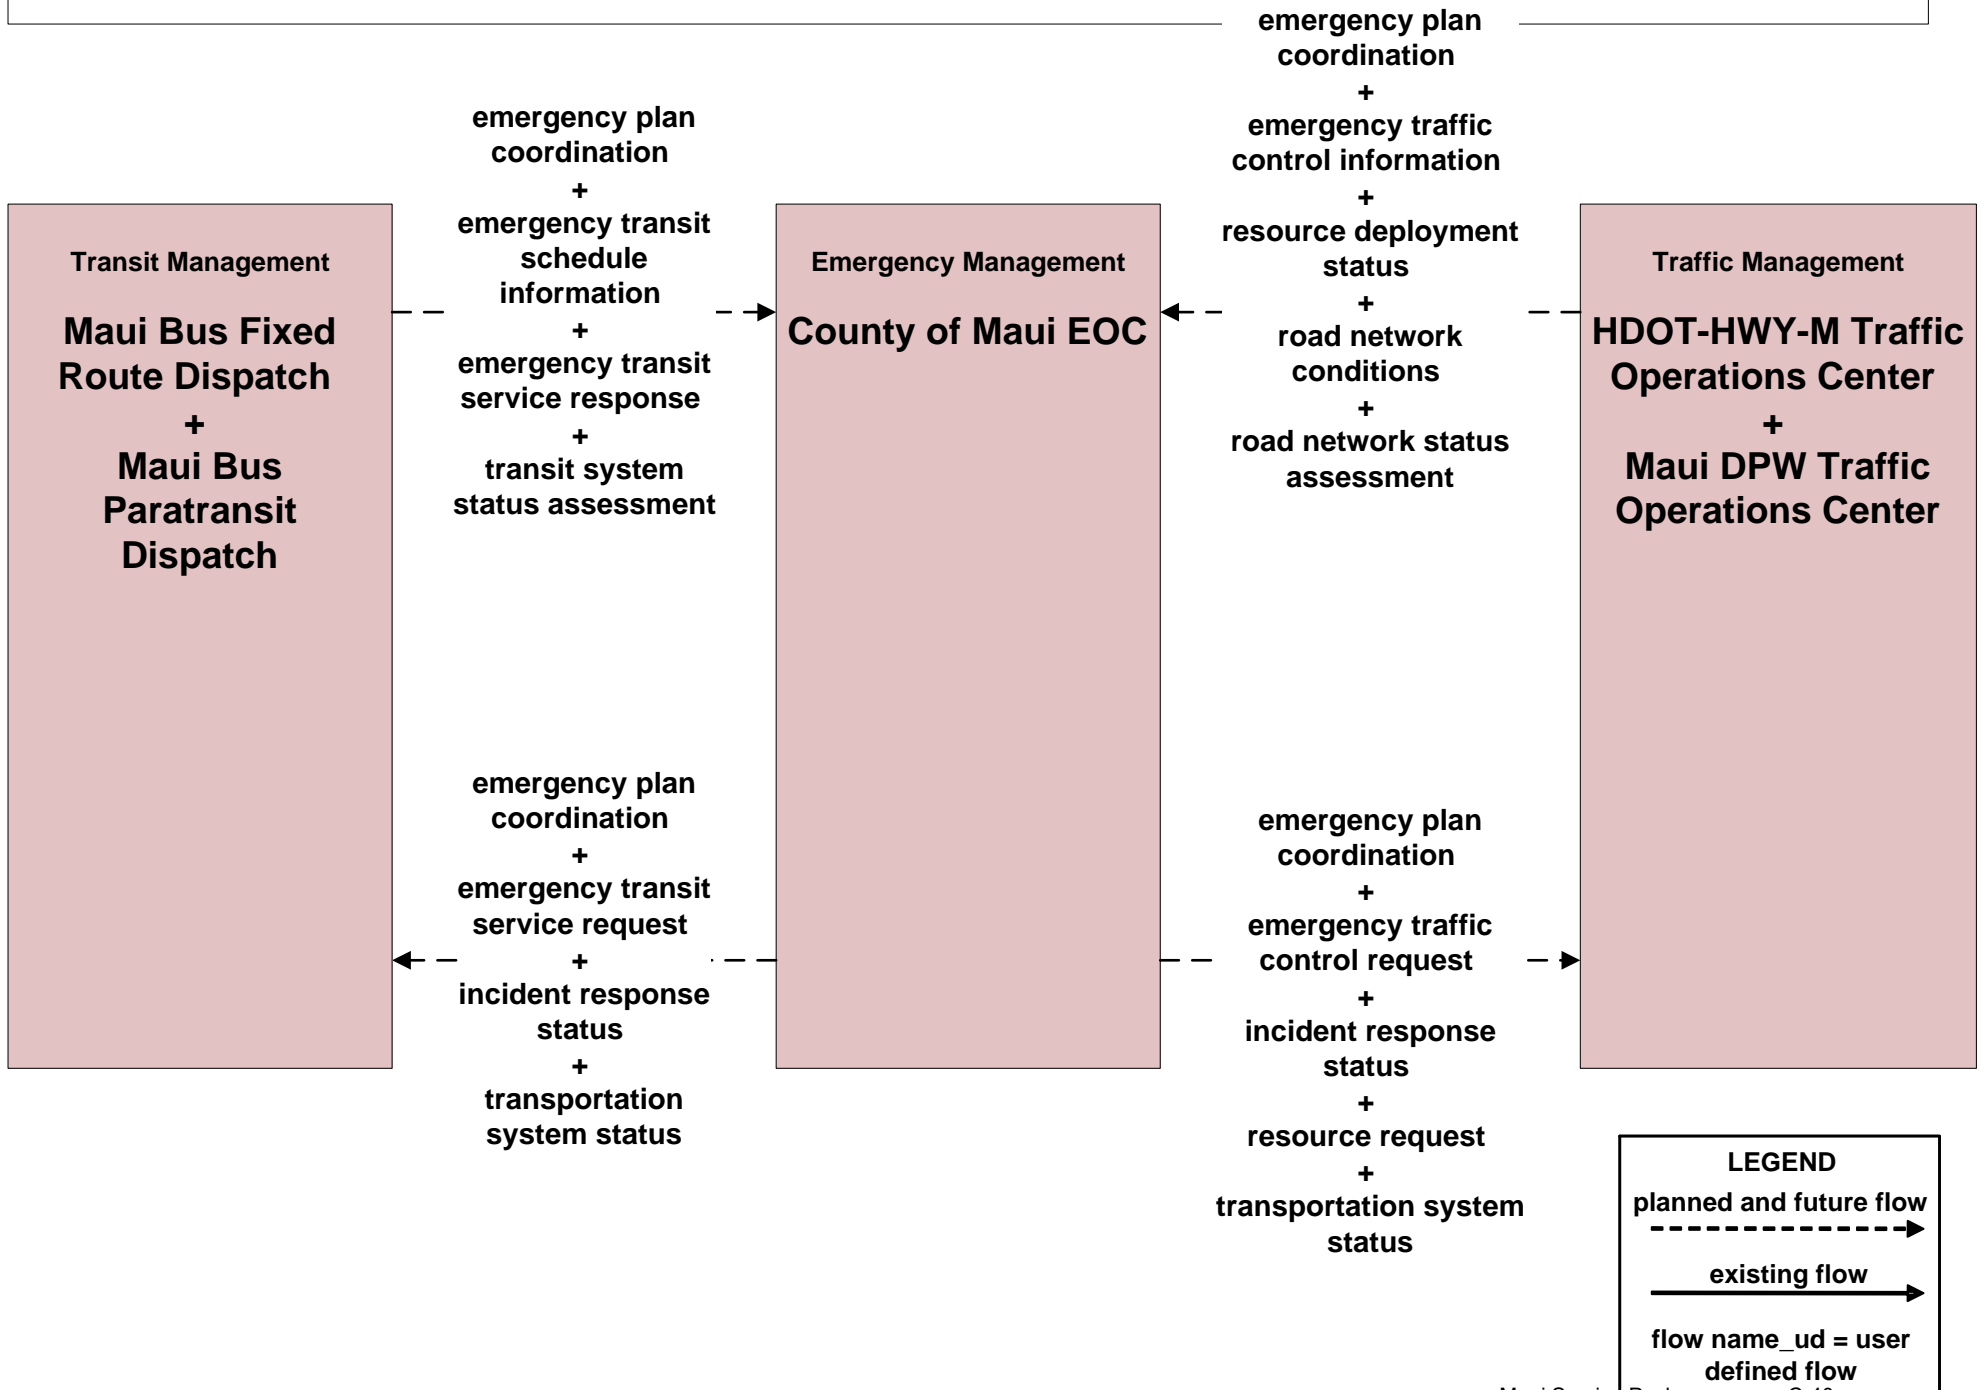 emergency plan
coordination
+
emergency traffic
control information
+
resource deployment
status
+
road network
conditions
+
road network status
assessment
emergency plan
coordination
+
emergency transit
schedule
information
+
emergency transit
service response
+
transit system
status assessment
Transit Management
Maui Bus Fixed
Route Dispatch
+
Maui Bus
Paratransit
Dispatch
Emergency Management
County of Maui EOC
Traffic Management
HDOT-HWY-M Traffic
Operations Center
+
Maui DPW Traffic
Operations Center
emergency plan
coordination
+
emergency transit
service request
+
incident response
status
+
transportation
system status
emergency plan
coordination
+
emergency traffic
control request
+
incident response
status
+
resource request
+
transportation system
status
LEGEND
planned and future flow
existing flow
flow name_ud = user
defined flow